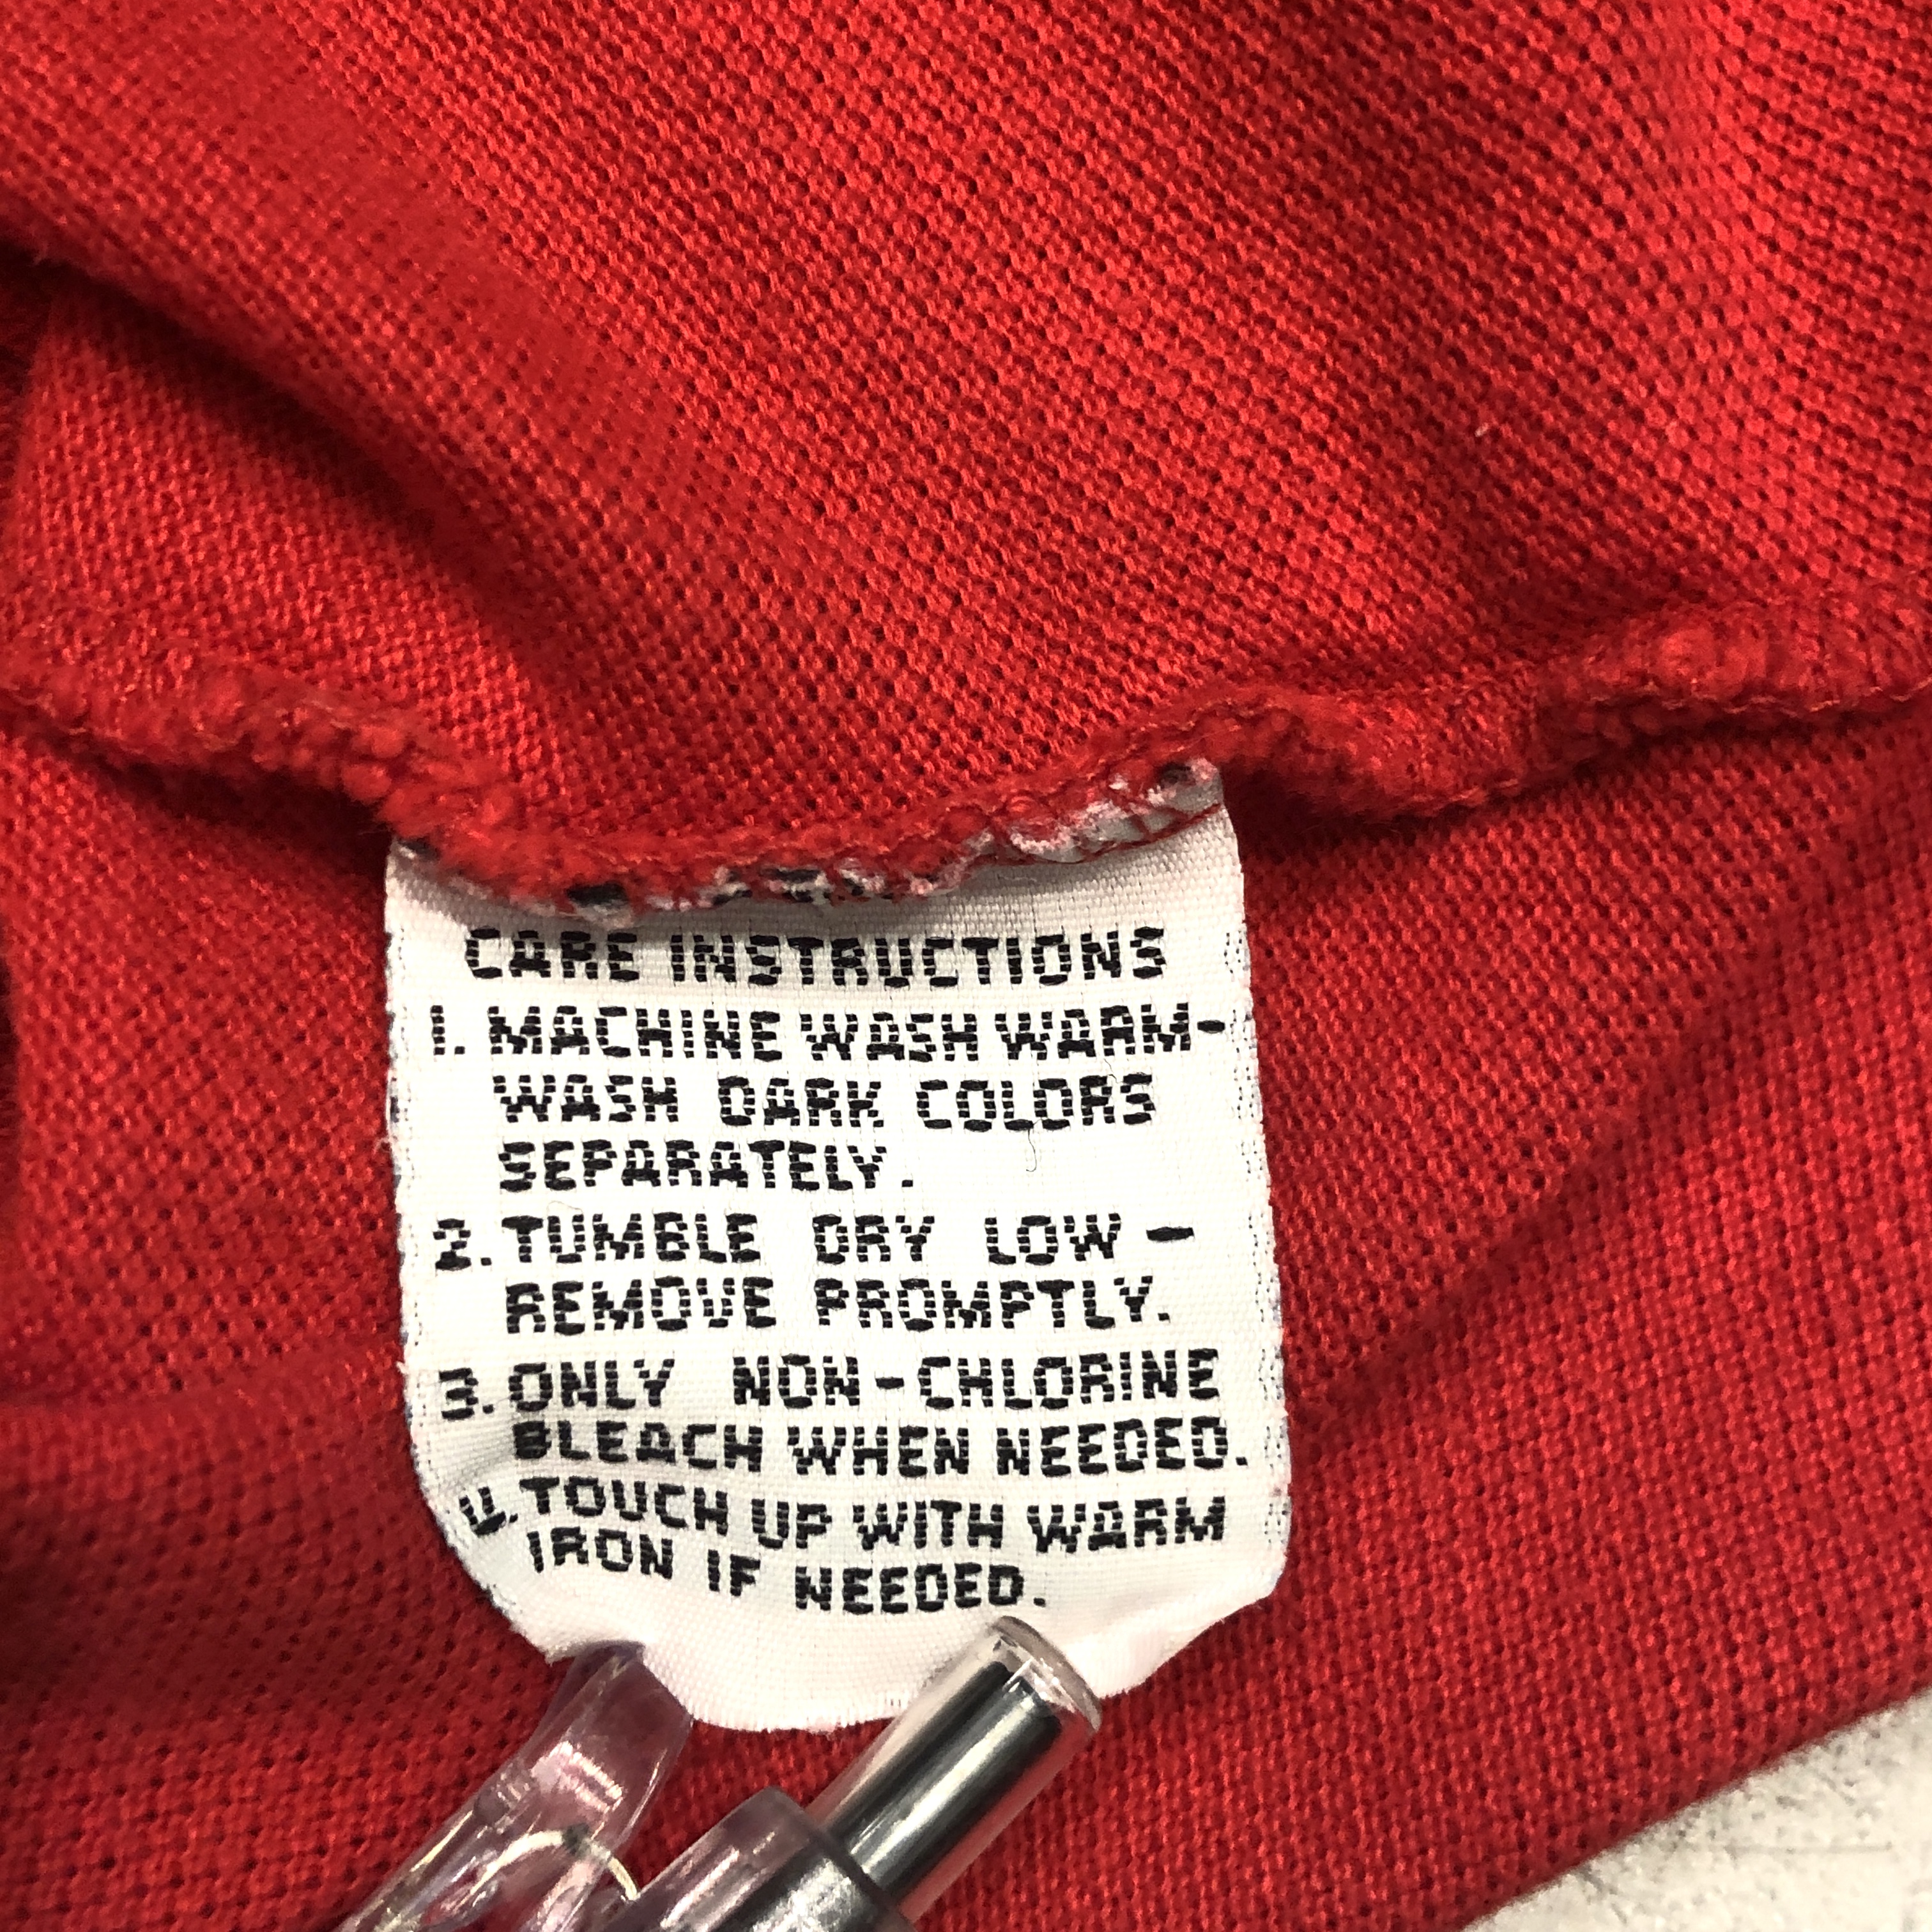 CARE INSTRUCTIONS
1. MACHINE WASH WARM-
WASH DARK COLORS
SEPARATELY.
2. TUMBLE DRY LOW -
REMOVE PROMPTLY.
3. ONLY NON-CHLORINE
BLEACH WHEN NEEDED.
4. TOUCH UP WITH WARM
IRON IF NEEDED.